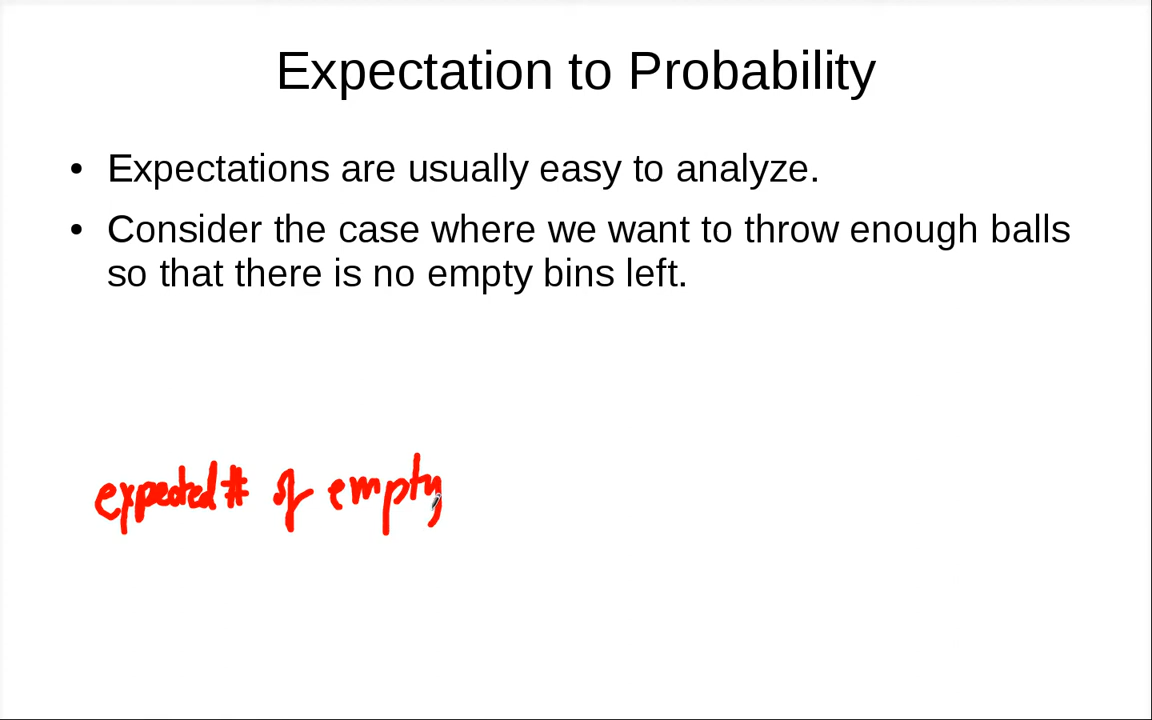 Expectation to Probability
• Expectations are usually easy to analyze.
• Consider the case where we want to throw enough balls
so that there is no empty bins left.
expected # of empty